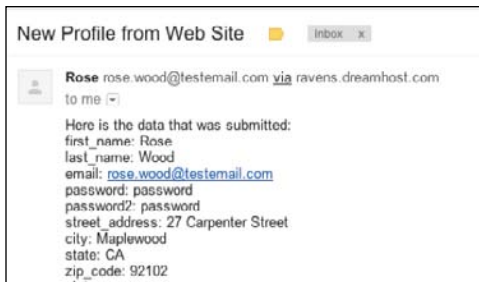 New Profile from Web Site Inbox x
Rose rose.wood@testemail.com via ravens.dreamhost.com
to me
Here is the data that was submitted:
first_name: Rose
last_name: Wood
email: rose.wood@testemail.com
password: password
password2: password
street_address: 27 Carpenter Street
city: Maplewood
state: CA
zip_code: 92102